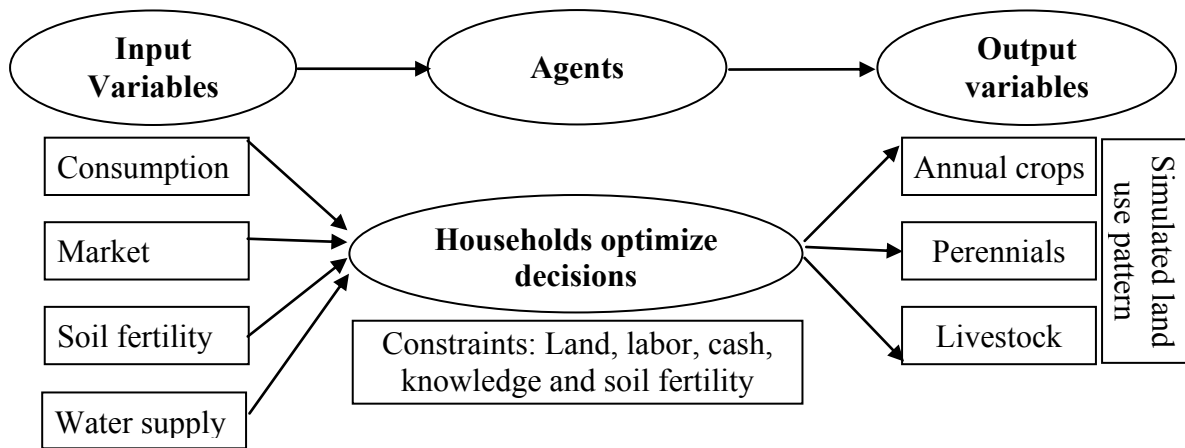 Input
Variables
Agents
Output
variables
Consumption
Market
Soil fertility
Water supply
Households optimize
decisions
Constraints: Land, labor, cash,
knowledge and soil fertility
Annual crops
Perennials
Livestock
Simulated land
use pattern